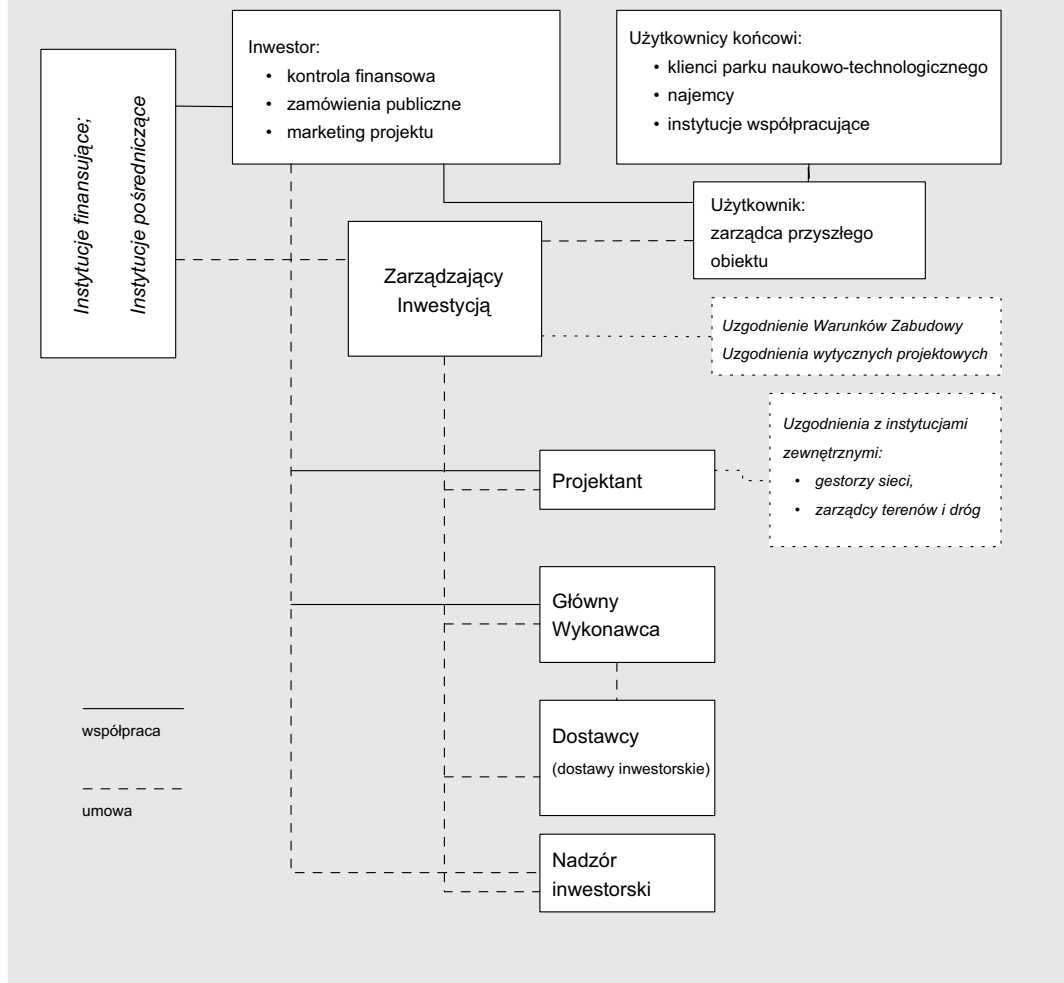 Instytucje finansujące;
Instytucje pośredniczące
Inwestor:
• kontrola finansowa
• zamówienia publiczne
• marketing projektu
Użytkownicy końcowi:
• klienci parku naukowo-technologicznego
• najemcy
• instytucje współpracujące
Użytkownik:
zarządca przyszłego
obiektu
Zarządzający
Inwestycją
Uzgodnienie Warunków Zabudowy
Uzgodnienia wytycznych projektowych
Uzgodnienia z instytucjami
zewnętrznymi:
• gestorzy sieci,
• zarządcy terenów i dróg
Projektant
Główny
Wykonawca
Dostawcy
(dostawy inwestorskie)
Nadzór
inwestorski
współpraca
umowa